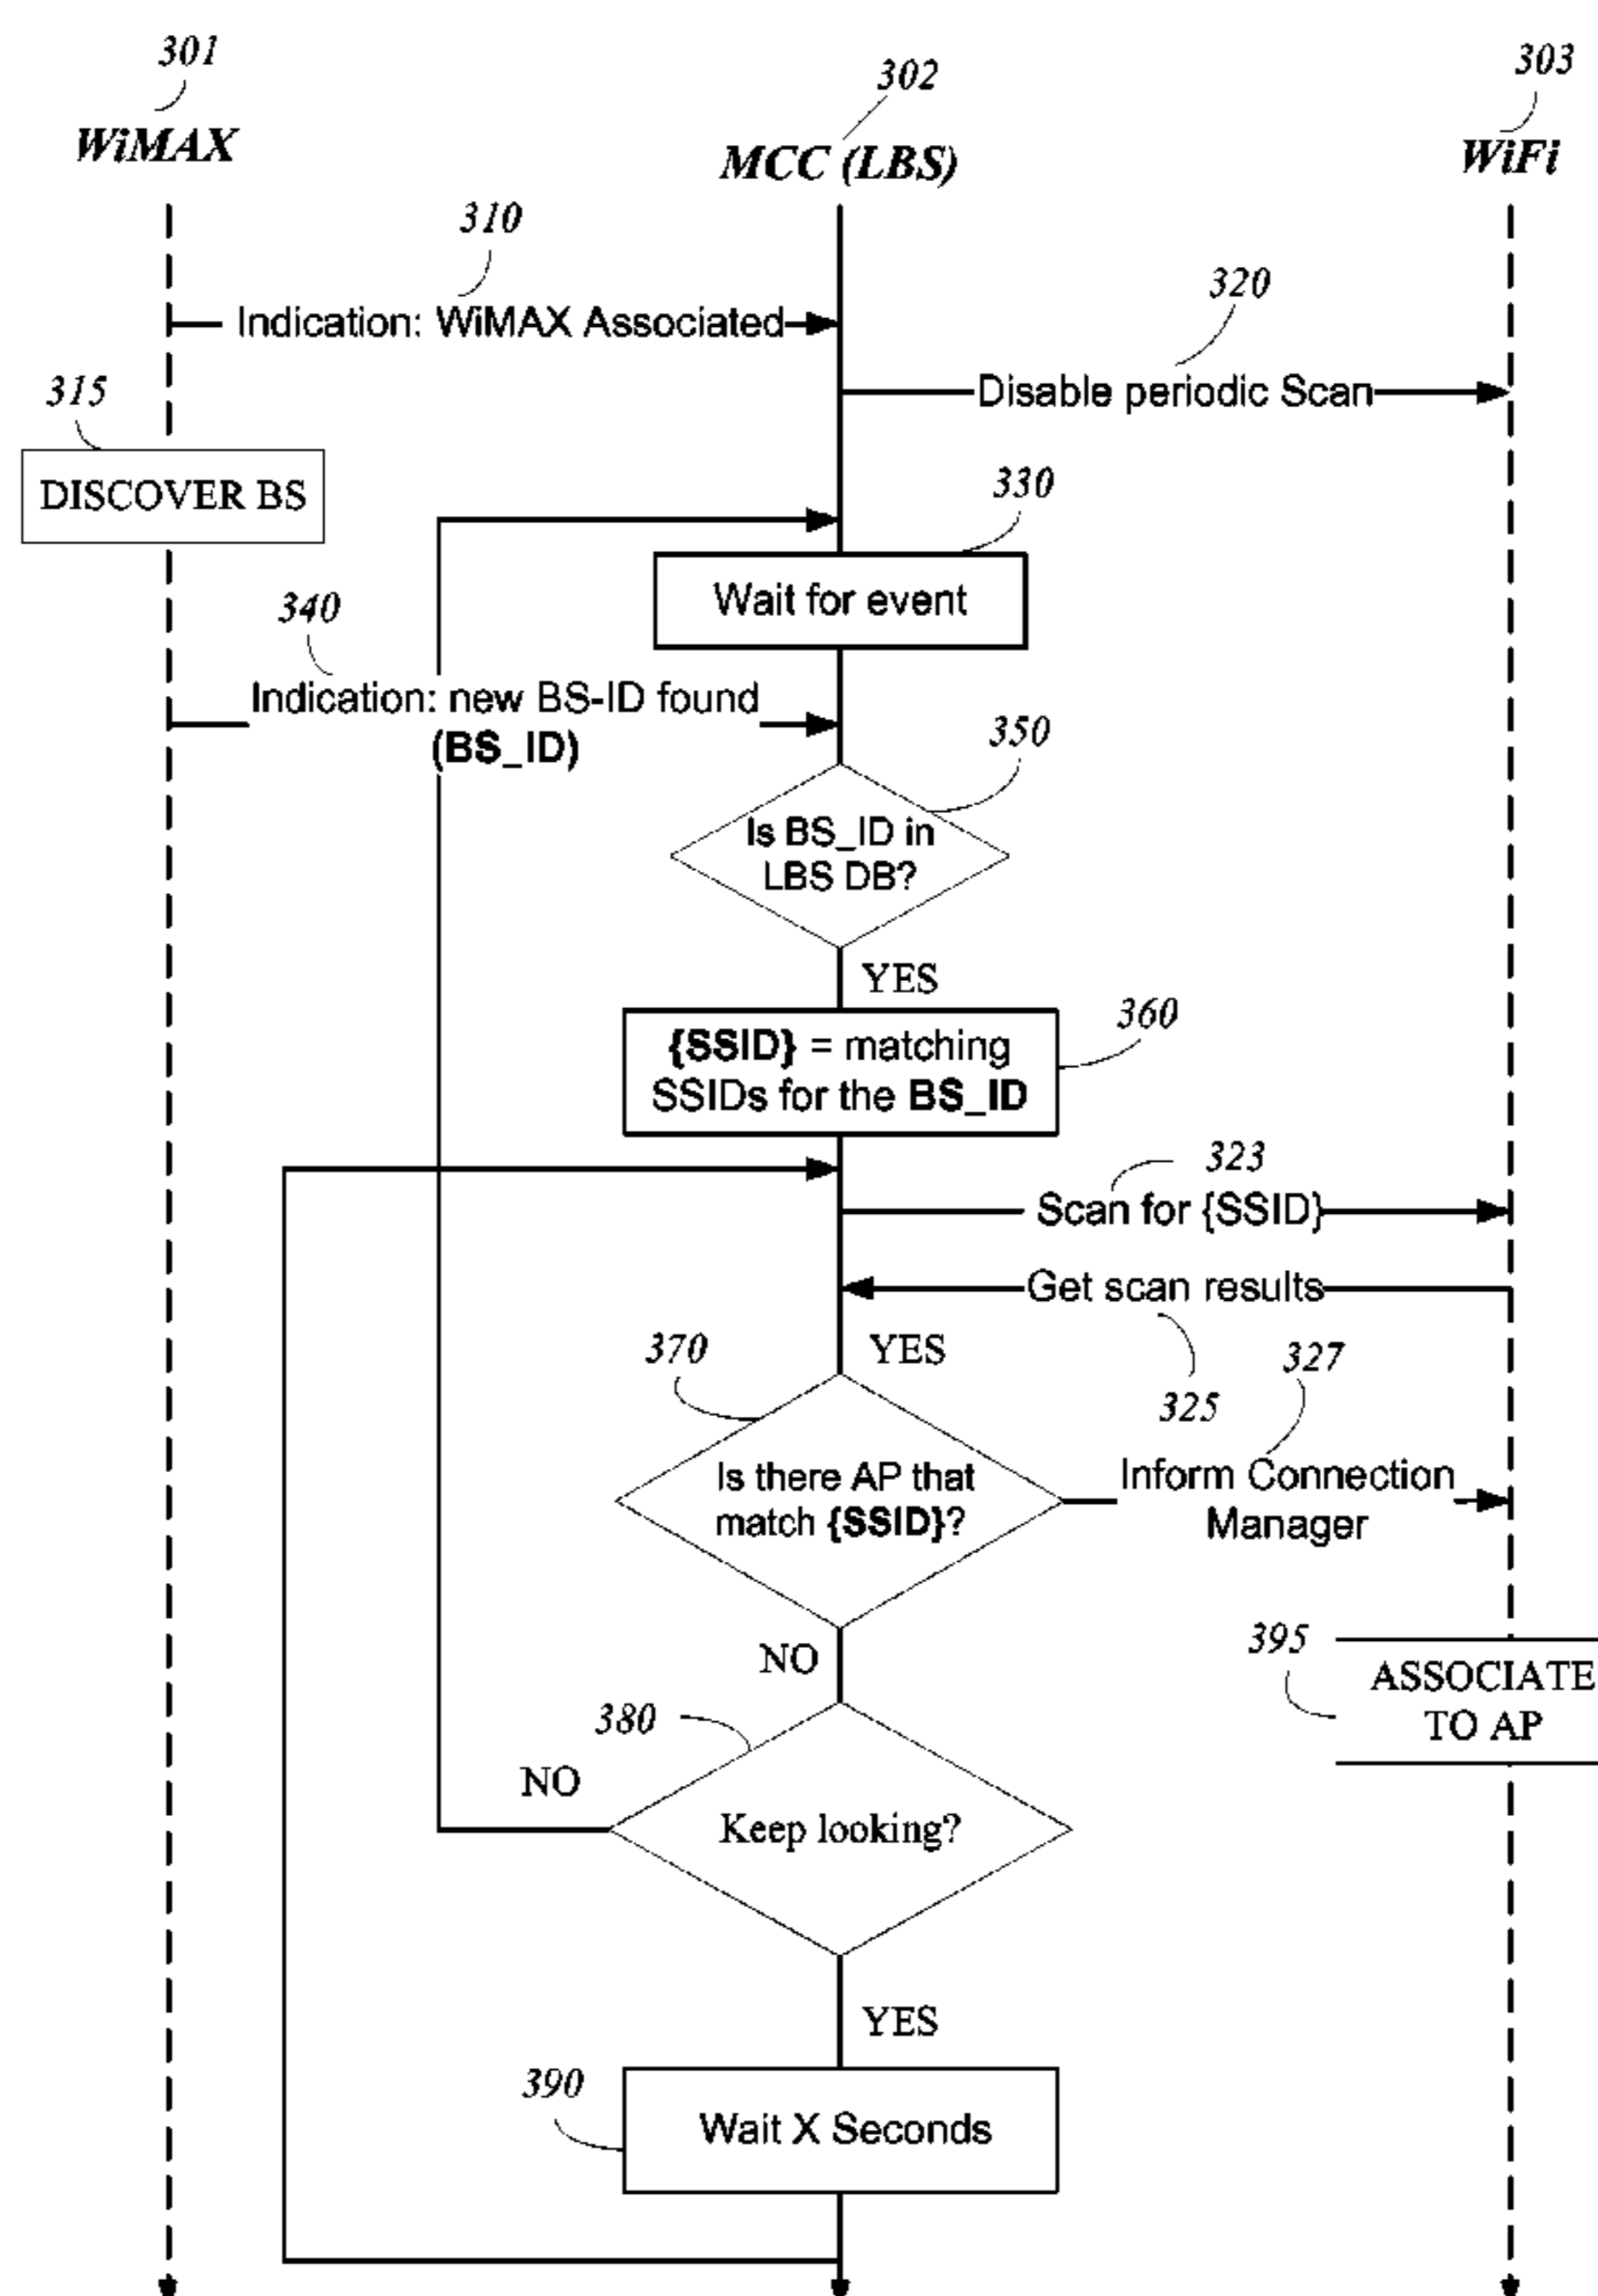 301
302
303
WiMAX
MCC (LBS)
WiFi
310
Indication: WiMAX Associated
320
Disable periodic Scan
315
DISCOVER BS
330
Wait for event
340
Indication: new BS-ID found
(BS_ID)
350
Is BS_ID in
LBS DB?
YES
360
{SSID} = matching
SSIDs for the BS_ID
323
Scan for {SSID}
Get scan results
325
YES
370
327
Is there AP that
match {SSID}?
Inform Connection
Manager
NO
395
ASSOCIATE
TO AP
380
NO
Keep looking?
YES
390
Wait X Seconds